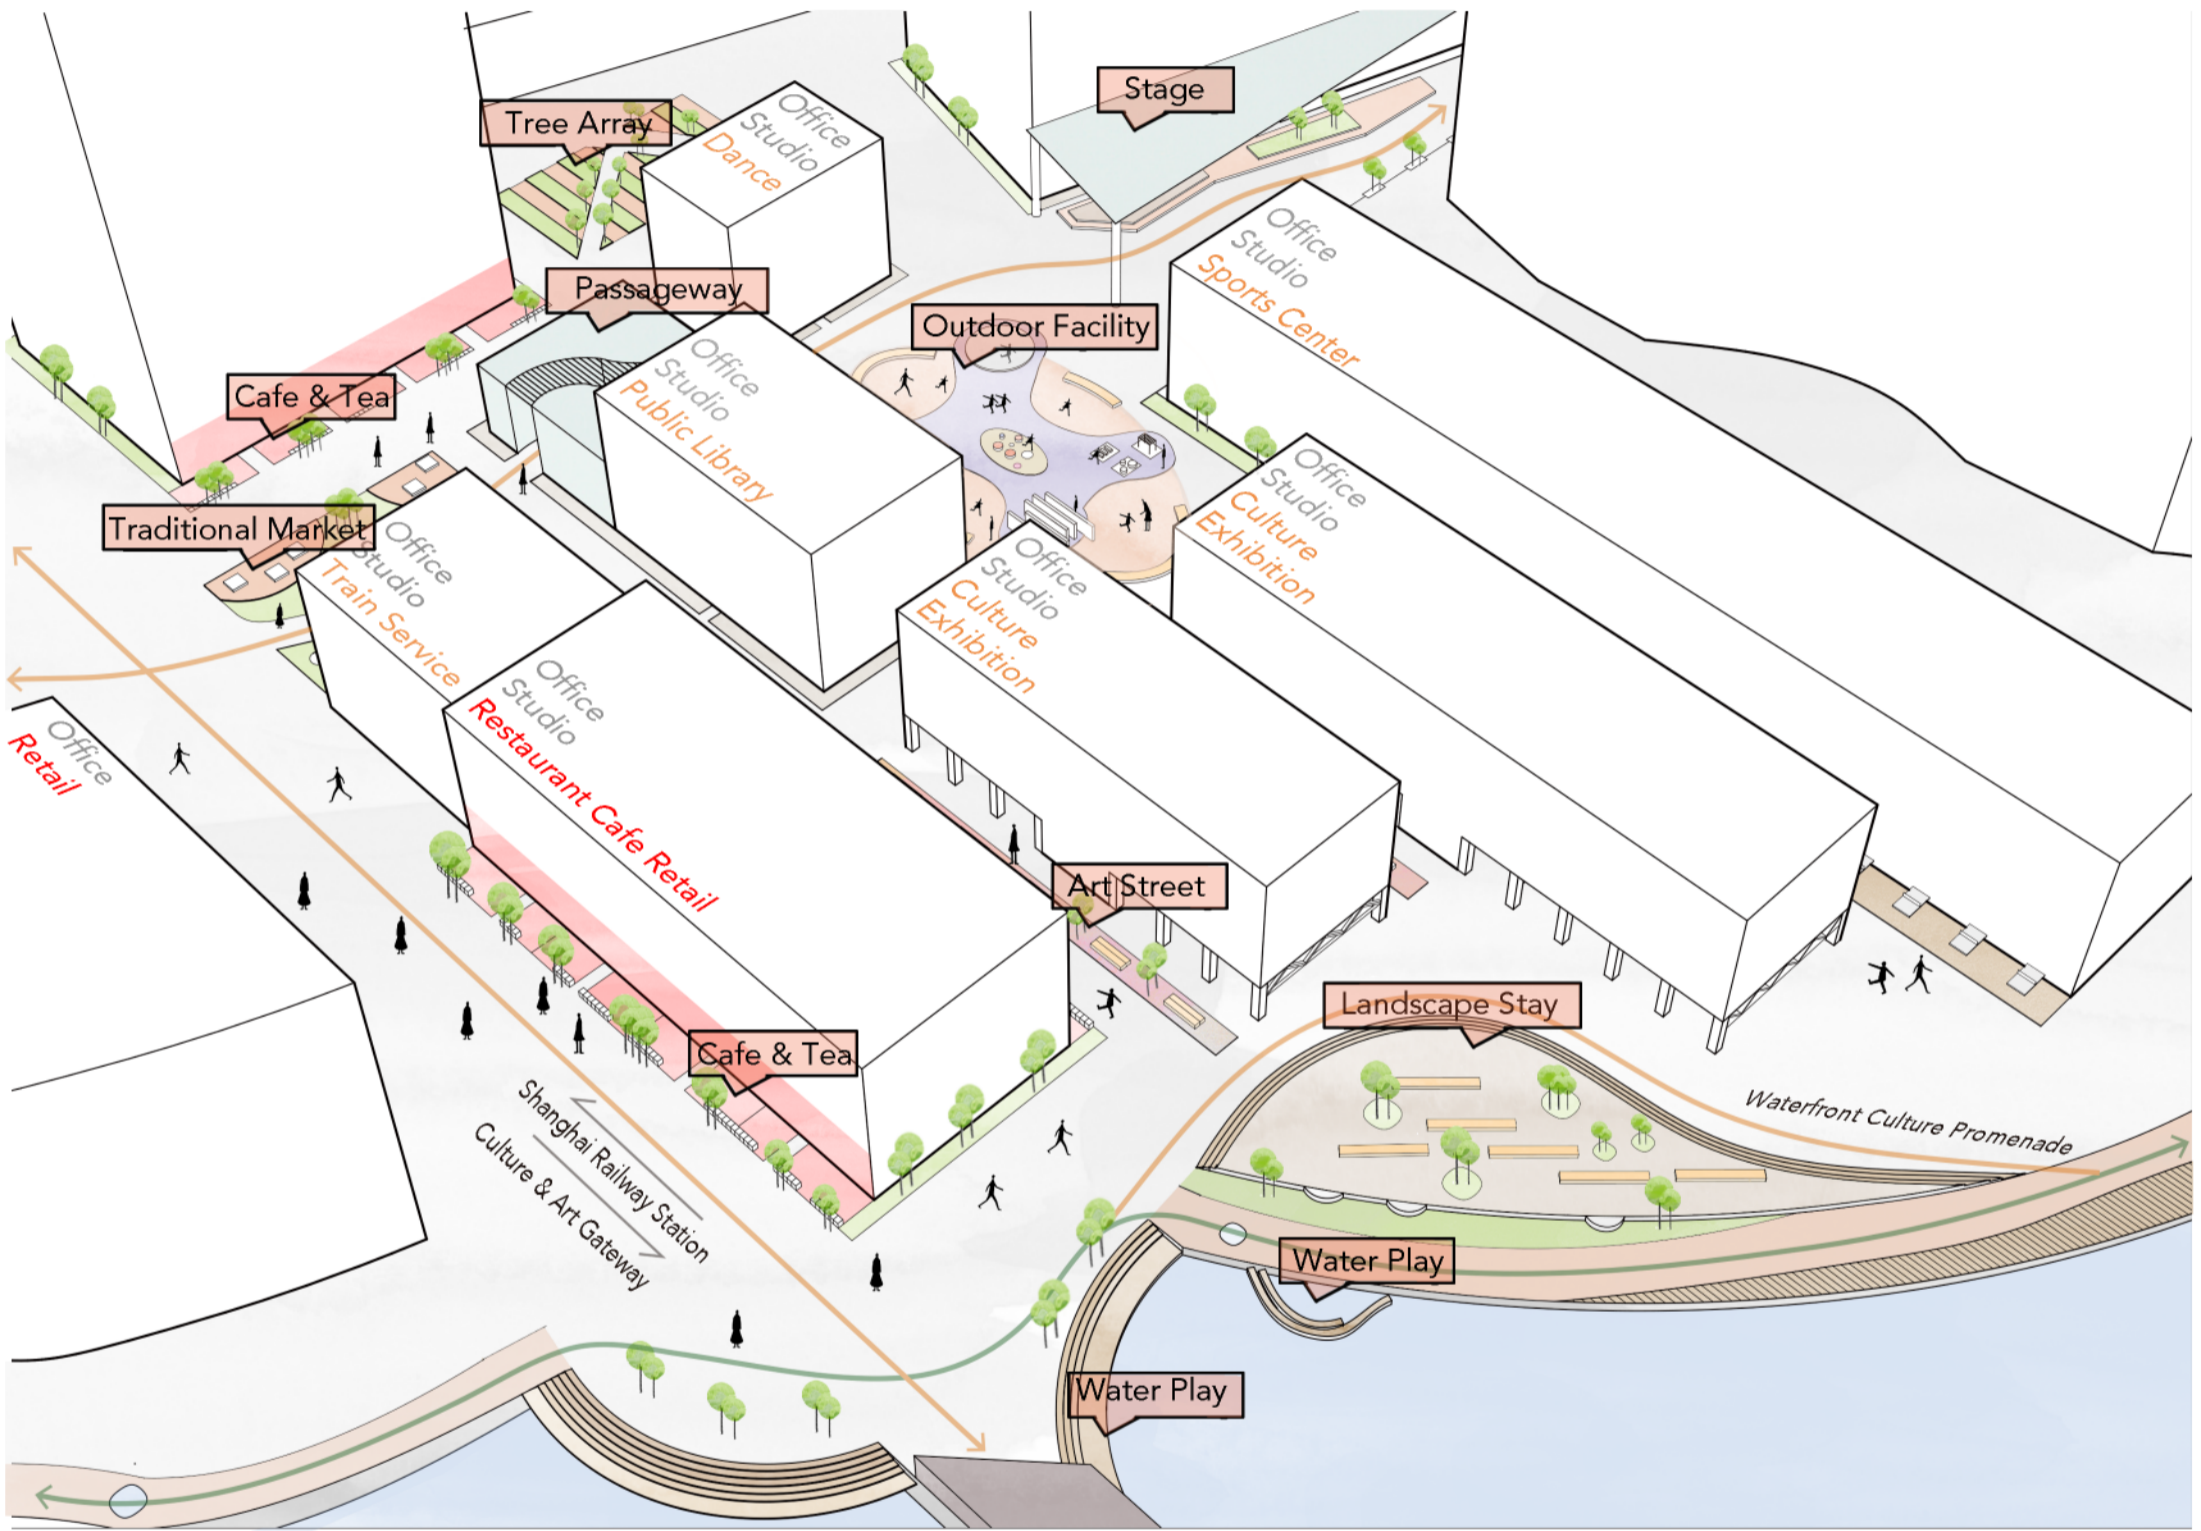 Stage
Tree Array
Office
Studio
Dance
Passageway
Office
Studio
Sports Center
Outdoor Facility
Cafe & Tea
Office
Studio
Public Library
Traditional Market
Office
Studio
Train Service
Office
Studio
Culture
Exhibition
Office
Studio
Culture
Exhibition
Office
Studio
Restaurant Cafe Retail
Office
Retail
Art Street
Landscape Stay
Cafe & Tea
Shanghai Railway Station
Culture & Art Gateway
Waterfront Culture Promenade
Water Play
Water Play